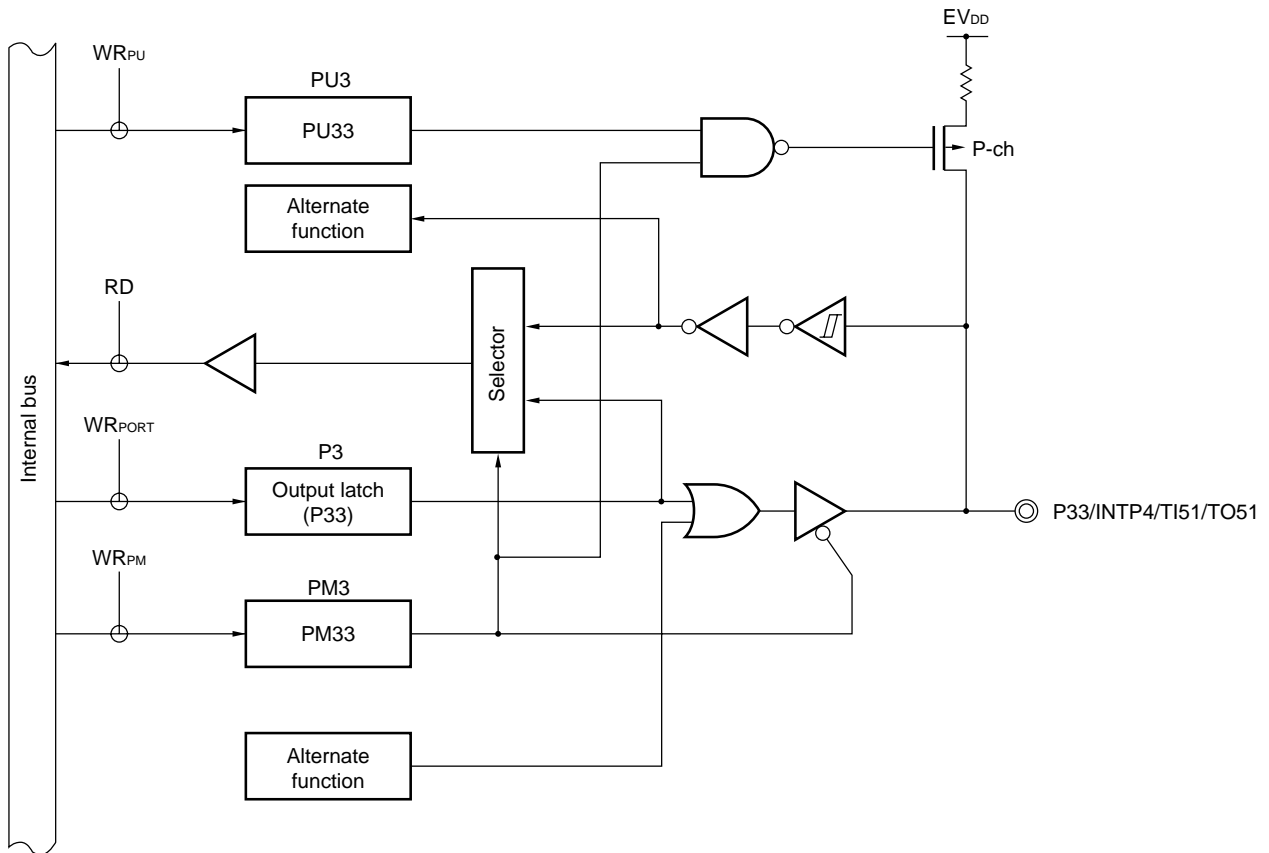 EVDD
WRPU
PU3
PU33
P-ch
Alternate
function
RD
Selector
Internal bus
WRPORT
P3
Output latch
(P33)
P33/INTP4/TI51/TO51
WRPM
PM3
PM33
Alternate
function